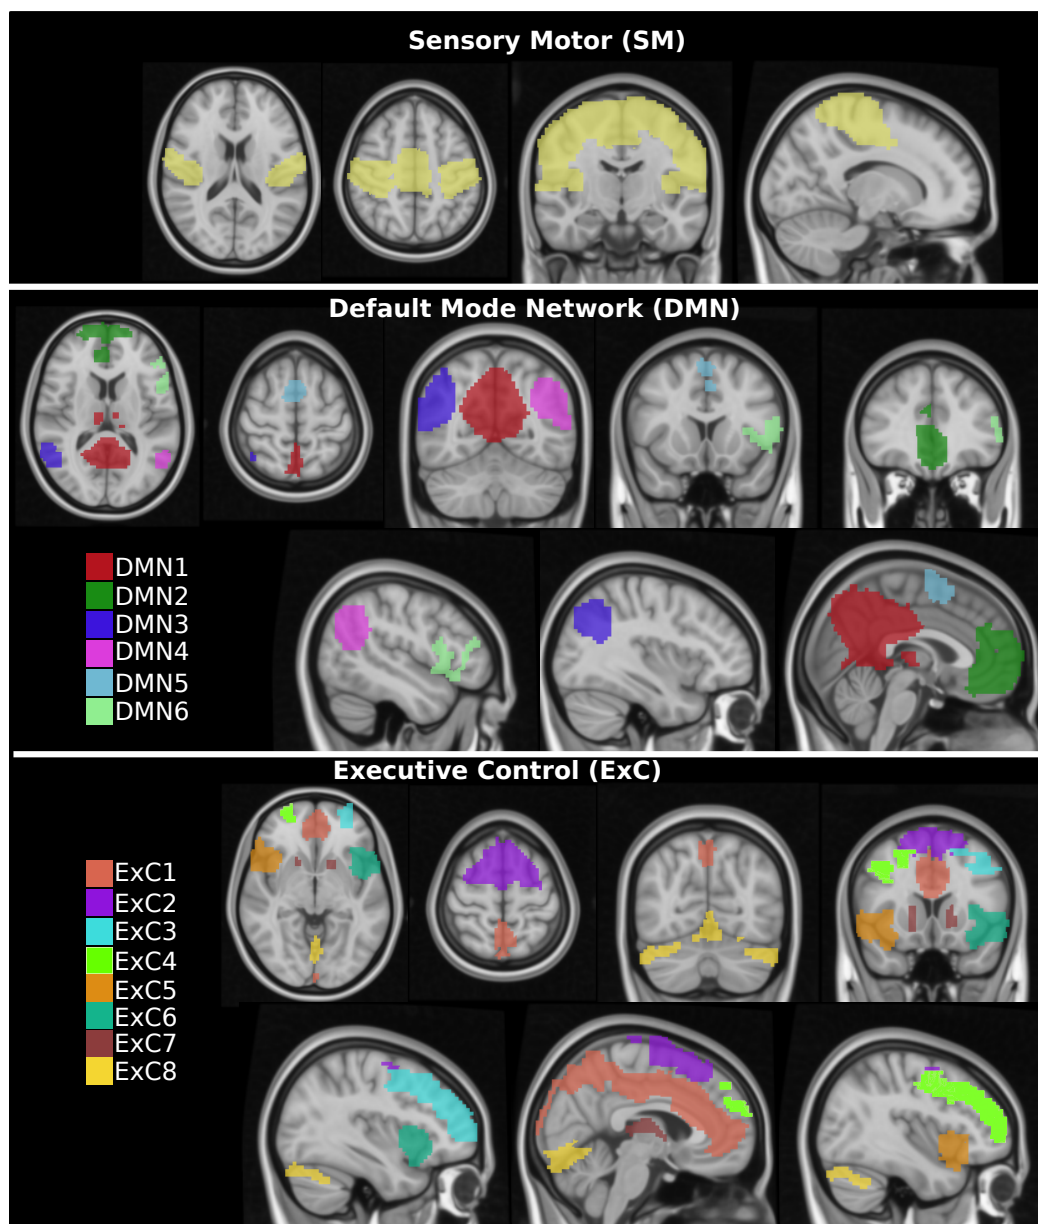 Sensory Motor (SM)
Default Mode Network (DMN)
DMN1
DMN2
DMN3
DMN4
DMN5
DMN6
Executive Control (ExC)
ExC1
ExC2
ExC3
ExC4
ExC5
ExC6
ExC7
ExC8